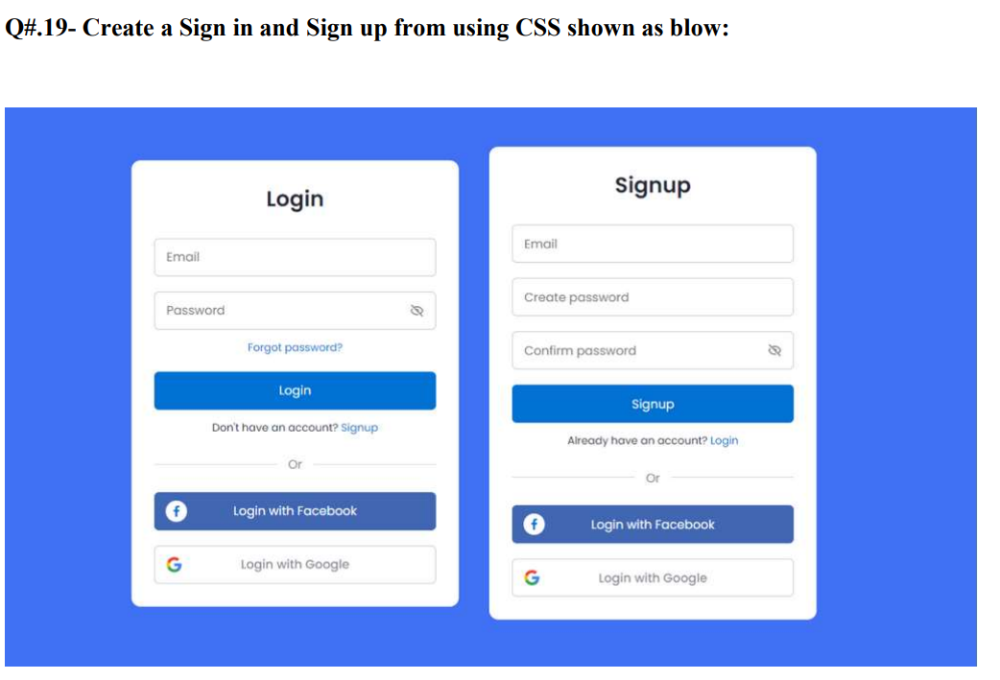 Q#.19- Create a Sign in and Sign up from using CSS shown as blow:
Login
Email
Password
Forgot password?
Login
Don't have an account? Signup
Or
Login with Facebook
Login with Google
Signup
Email
Create password
Confirm password
Signup
Already have an account? Login
Or
Login with Facebook
Login with Google